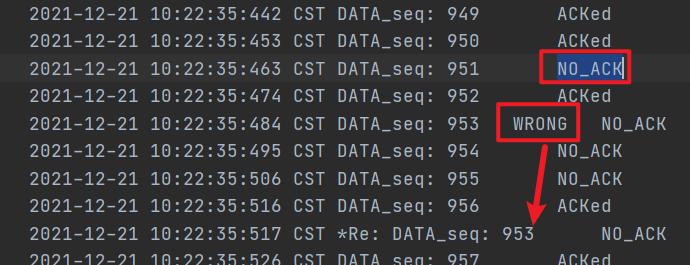 2021-12-21 10:22:35:442 CST DATA_seq: 949 ACKed
2021-12-21 10:22:35:453 CST DATA_seq: 950 ACKed
2021-12-21 10:22:35:463 CST DATA_seq: 951 NO_ACK
2021-12-21 10:22:35:474 CST DATA_seq: 952 ACKed
2021-12-21 10:22:35:484 CST DATA_seq: 953 WRONG NO_ACK
2021-12-21 10:22:35:495 CST DATA_seq: 954 NO_ACK
2021-12-21 10:22:35:506 CST DATA_seq: 955 NO_ACK
2021-12-21 10:22:35:516 CST DATA_seq: 956 ACKed
2021-12-21 10:22:35:517 CST *Re: DATA_seq: 953 NO_ACK
2021-12-21 10:22:35:526 CST DATA_seq: 957 ACKed